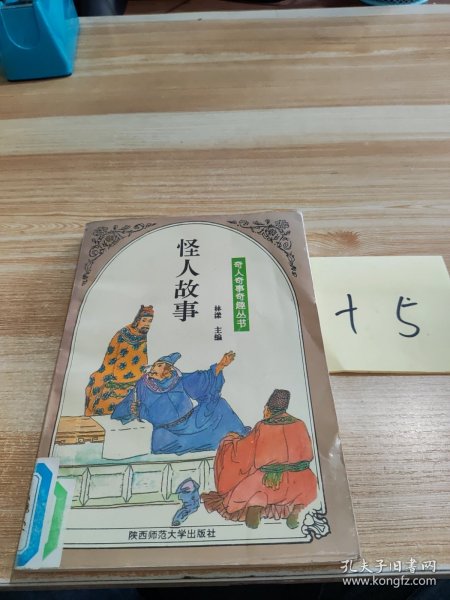 怪人故事
奇人奇事奇趣丛书
林漾 主编
陕西师范大学出版社
十5
孔夫子旧书网
www.kongfz.com